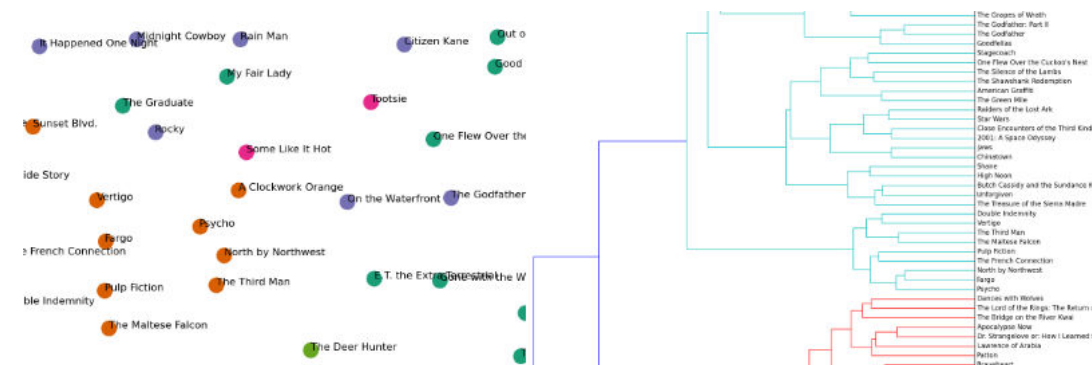 It Happened One Night
Midnight Cowboy
Rain Man
Citizen Kane
Out o
Good
My Fair Lady
Tootsie
The Graduate
Rocky
Sunset Blvd.
One Flew Over the
Some Like It Hot
ide Story
A Clockwork Orange
Vertigo
On the Waterfront
The Godfather
Psycho
Fargo
French Connection
North by Northwest
E.T. the Extra-Terrestrial
Gone with the W
Pulp Fiction
The Third Man
ble Indemnity
The Maltese Falcon
The Deer Hunter
The Grapes of Wrath
The Godfather: Part II
The Godfather
Goodfellas
Stagecoach
One Flew Over the Cuckoo's Nest
The Silence of the Lambs
The Shawshank Redemption
American Graffiti
The Green Mile
Raiders of the Lost Ark
Star Wars
Close Encounters of the Third Kind
2001: A Space Odyssey
Jaws
Chinatown
Shane
High Noon
Butch Cassidy and the Sundance K
Unforgiven
The Treasure of the Sierra Madre
Double Indemnity
Vertigo
The Third Man
The Maltese Falcon
Pulp Fiction
The French Connection
North by Northwest
Fargo
Psycho
Dances with Wolves
The Lord of the Rings: The Return
The Bridge on the River Kwai
Apocalypse Now
Dr. Strangelove or: How I Learned
Lawrence of Arabia
Patton
Braveheart